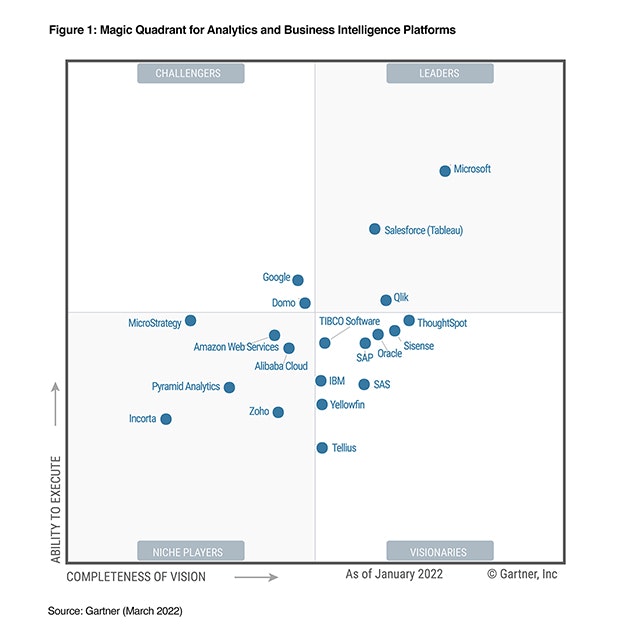 Figure 1: Magic Quadrant for Analytics and Business Intelligence Platforms
CHALLENGERS
LEADERS
Microsoft
Salesforce (Tableau)
Google
Domo
Qlik
MicroStrategy
TIBCO Software
ThoughtSpot
Amazon Web Services
Sisense
Oracle
SAP
Alibaba Cloud
IBM
SAS
Pyramid Analytics
Yellowfin
Zoho
Incorta
Tellius
ABILITY TO EXECUTE
NICHE PLAYERS
VISIONARIES
COMPLETENESS OF VISION
As of January 2022
© Gartner, Inc
Source: Gartner (March 2022)